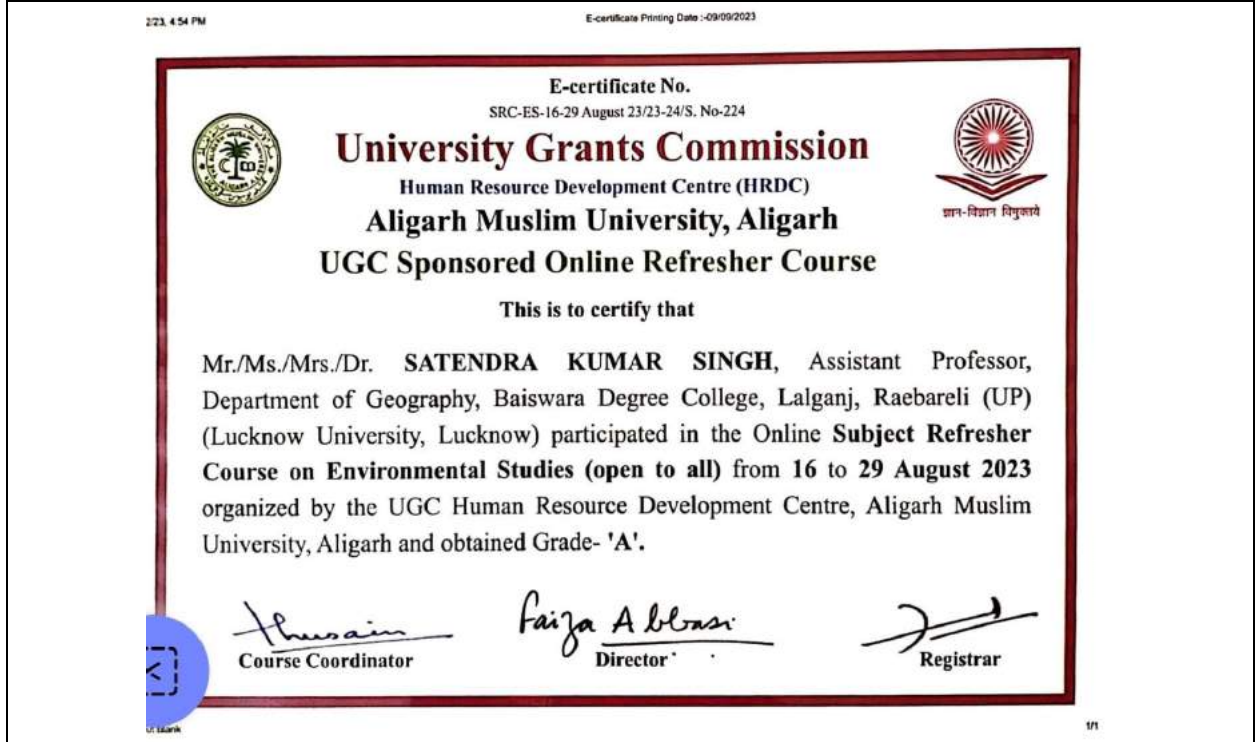 2/23, 4:54 PM
E-certificate Printing Date :-09/09/2023
E-certificate No.
SRC-ES-16-29 August 23/23-24/S. No-224
University Grants Commission
Human Resource Development Centre (HRDC)
Aligarh Muslim University, Aligarh
UGC Sponsored Online Refresher Course
ज्ञान-विज्ञान विमुक्तये
This is to certify that
Mr./Ms./Mrs./Dr. SATENDRA KUMAR SINGH, Assistant Professor,
Department of Geography, Baiswara Degree College, Lalganj, Raebareli (UP)
(Lucknow University, Lucknow) participated in the Online Subject Refresher
Course on Environmental Studies (open to all) from 16 to 29 August 2023
organized by the UGC Human Resource Development Centre, Aligarh Muslim
University, Aligarh and obtained Grade- 'A'.
Faiza Abbasi
Course Coordinator
Director
Registrar
1/1